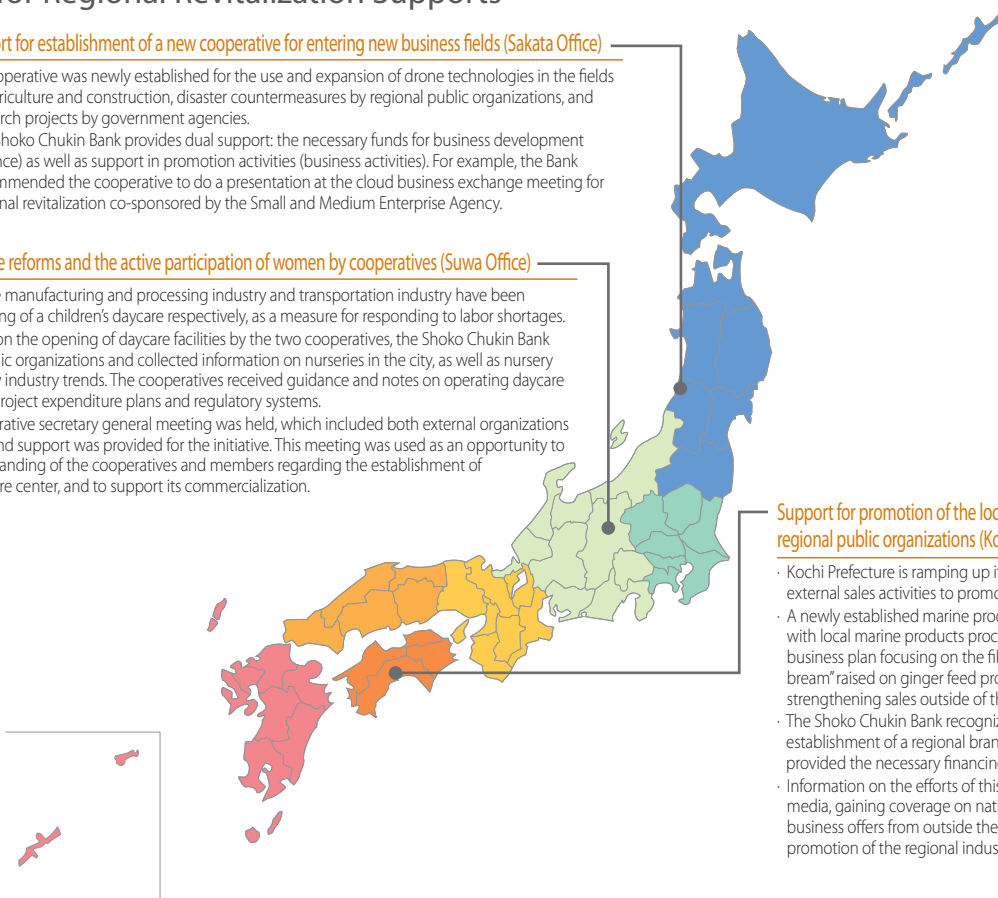 for Regional Revitalization Supports
rt for establishment of a new cooperative for entering new business fields (Sakata Office)
operative was newly established for the use and expansion of drone technologies in the fields
riculture and construction, disaster countermeasures by regional public organizations, and
rch projects by government agencies.
Shoko Chukin Bank provides dual support: the necessary funds for business development
nce) as well as support in promotion activities (business activities). For example, the Bank
mmended the cooperative to do a presentation at the cloud business exchange meeting for
nal revitalization co-sponsored by the Small and Medium Enterprise Agency.
e reforms and the active participation of women by cooperatives (Suwa Office)
e manufacturing and processing industry and transportation industry have been
ng of a children's daycare respectively, as a measure for responding to labor shortages.
on the opening of daycare facilities by the two cooperatives, the Shoko Chukin Bank
ic organizations and collected information on nurseries in the city, as well as nursery
y industry trends. The cooperatives received guidance and notes on operating daycare
project expenditure plans and regulatory systems.
rative secretary general meeting was held, which included both external organizations
nd support was provided for the initiative. This meeting was used as an opportunity to
anding of the cooperatives and members regarding the establishment of
re center, and to support its commercialization.
Support for promotion of the loc
regional public organizations (Ko
· Kochi Prefecture is ramping up i
external sales activities to promo
· A newly established marine proc
with local marine products proc
business plan focusing on the fil
bream" raised on ginger feed pro
strengthening sales outside of th
· The Shoko Chukin Bank recogniz
establishment of a regional bran
provided the necessary financing
· Information on the efforts of this
media, gaining coverage on nati
business offers from outside the
promotion of the regional indus